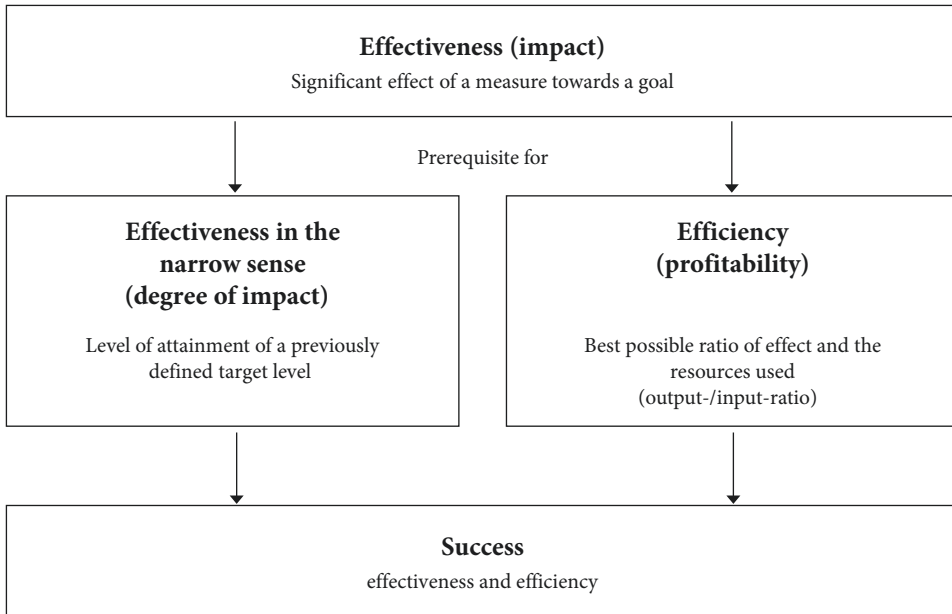 Effectiveness (impact)
Significant effect of a measure towards a goal
Prerequisite for
Effectiveness in the
narrow sense
(degree of impact)
Level of attainment of a previously
defined target level
Efficiency
(profitability)
Best possible ratio of effect and the
resources used
(output-/input-ratio)
Success
effectiveness and efficiency